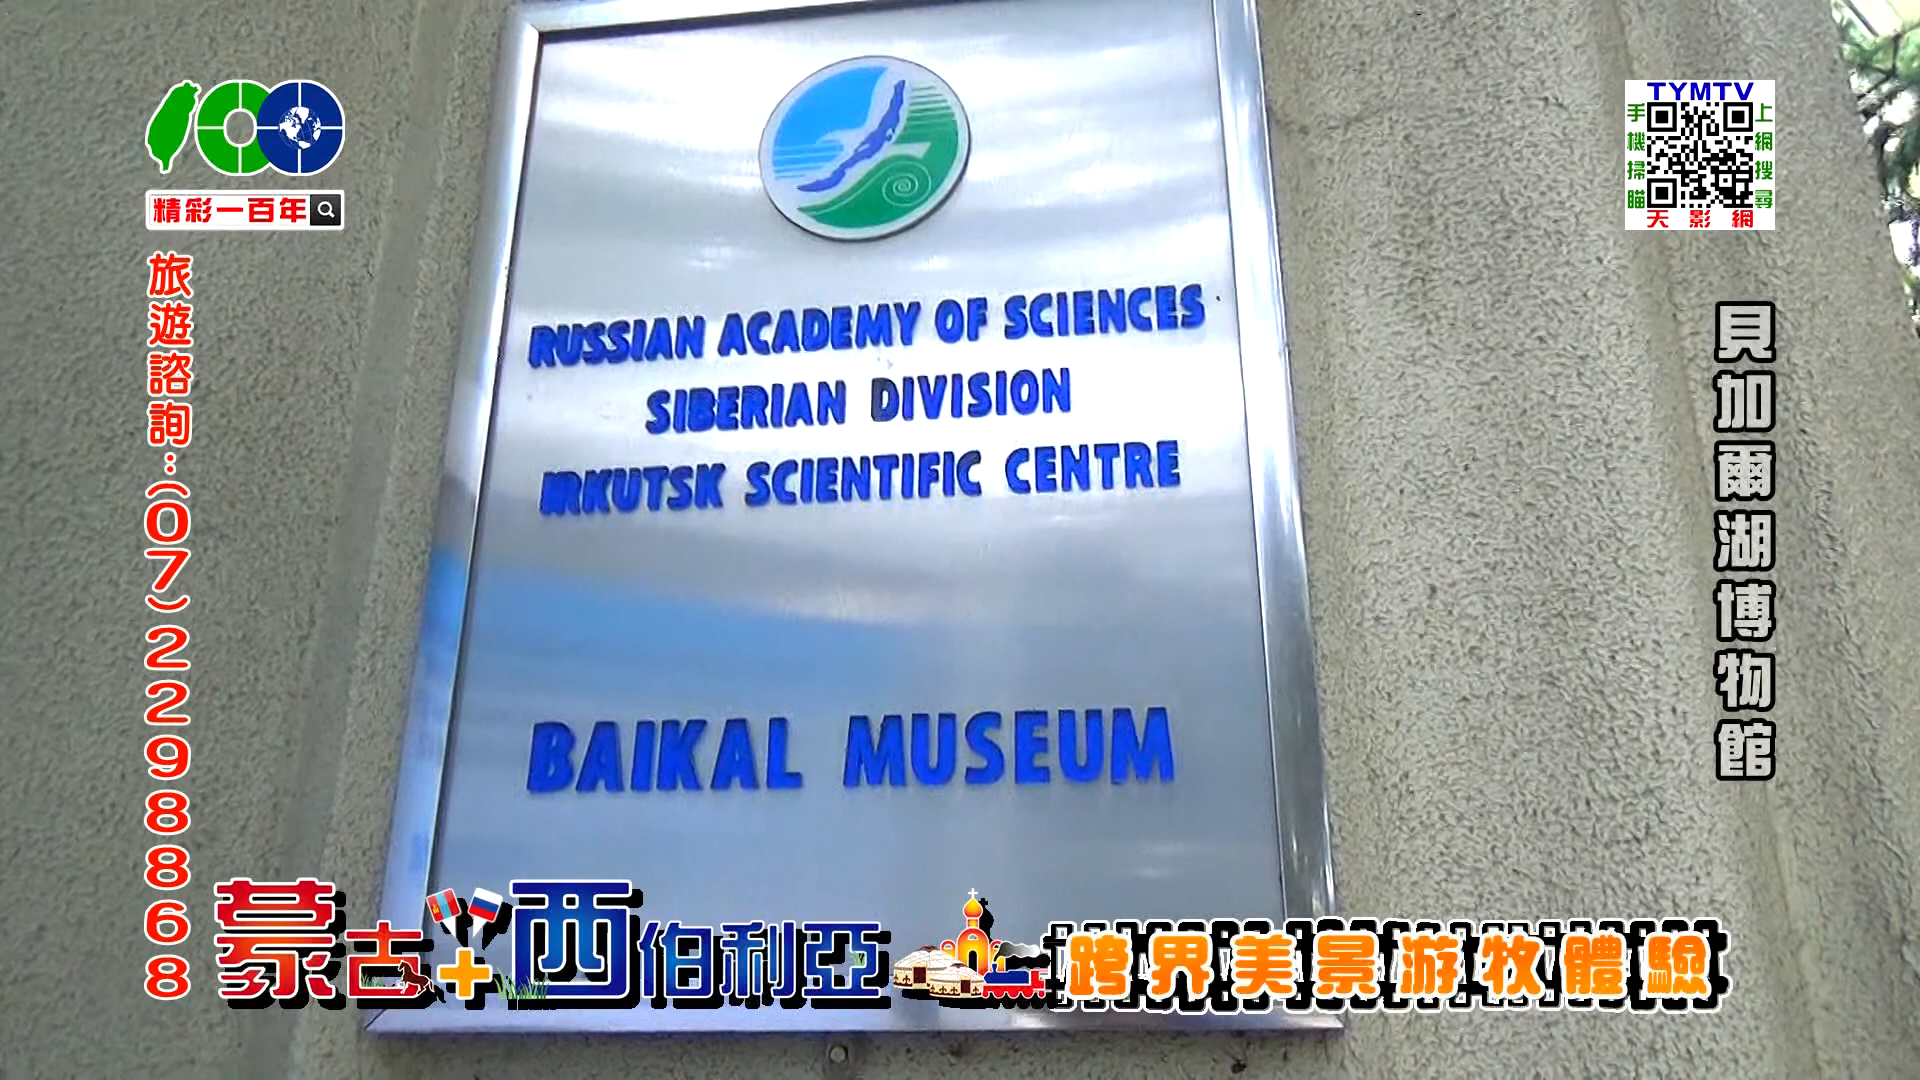 100
精彩一百年
旅遊諮詢:(07)2298868
TYMTV
手機掃瞄
上網搜尋
天影網
RUSSIAN ACADEMY OF SCIENCES
SIBERIAN DIVISION
IRKUTSK SCIENTIFIC CENTRE
BAIKAL MUSEUM
貝加爾湖博物館
蒙古+西伯利亞
跨界美景游牧體驗